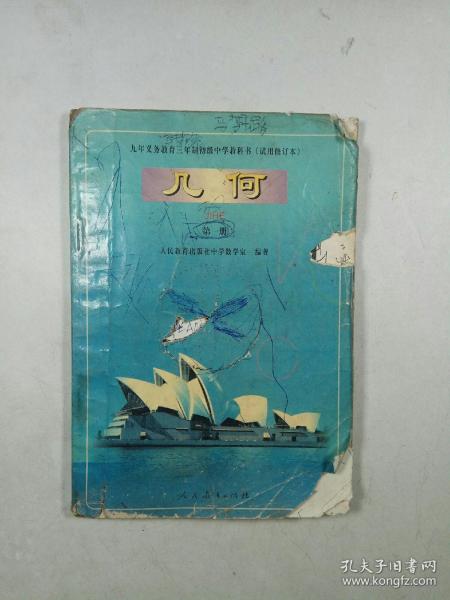 九年义务教育三年制初级中学教科书(试用修订本)
几何
第一册
人民教育出版社中学数学室 编著
人民教育出版社
孔夫子旧书网
www.kongfz.com